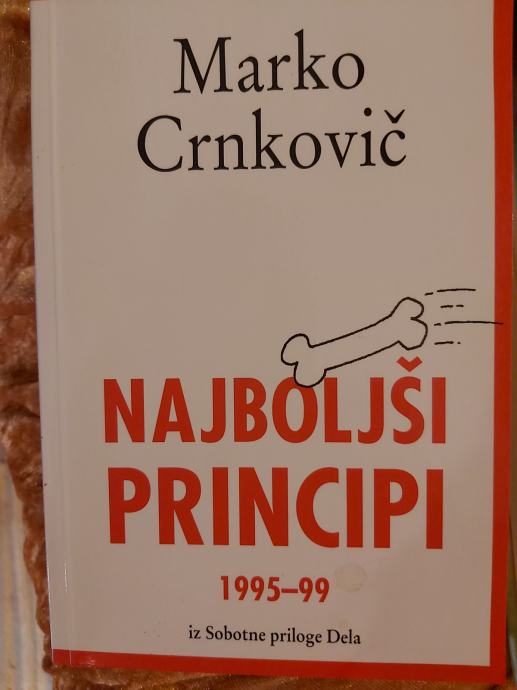 Marko
Crnkovič
NAJBOLJŠI
PRINCIPI
1995–99
iz Sobotne priloge Dela